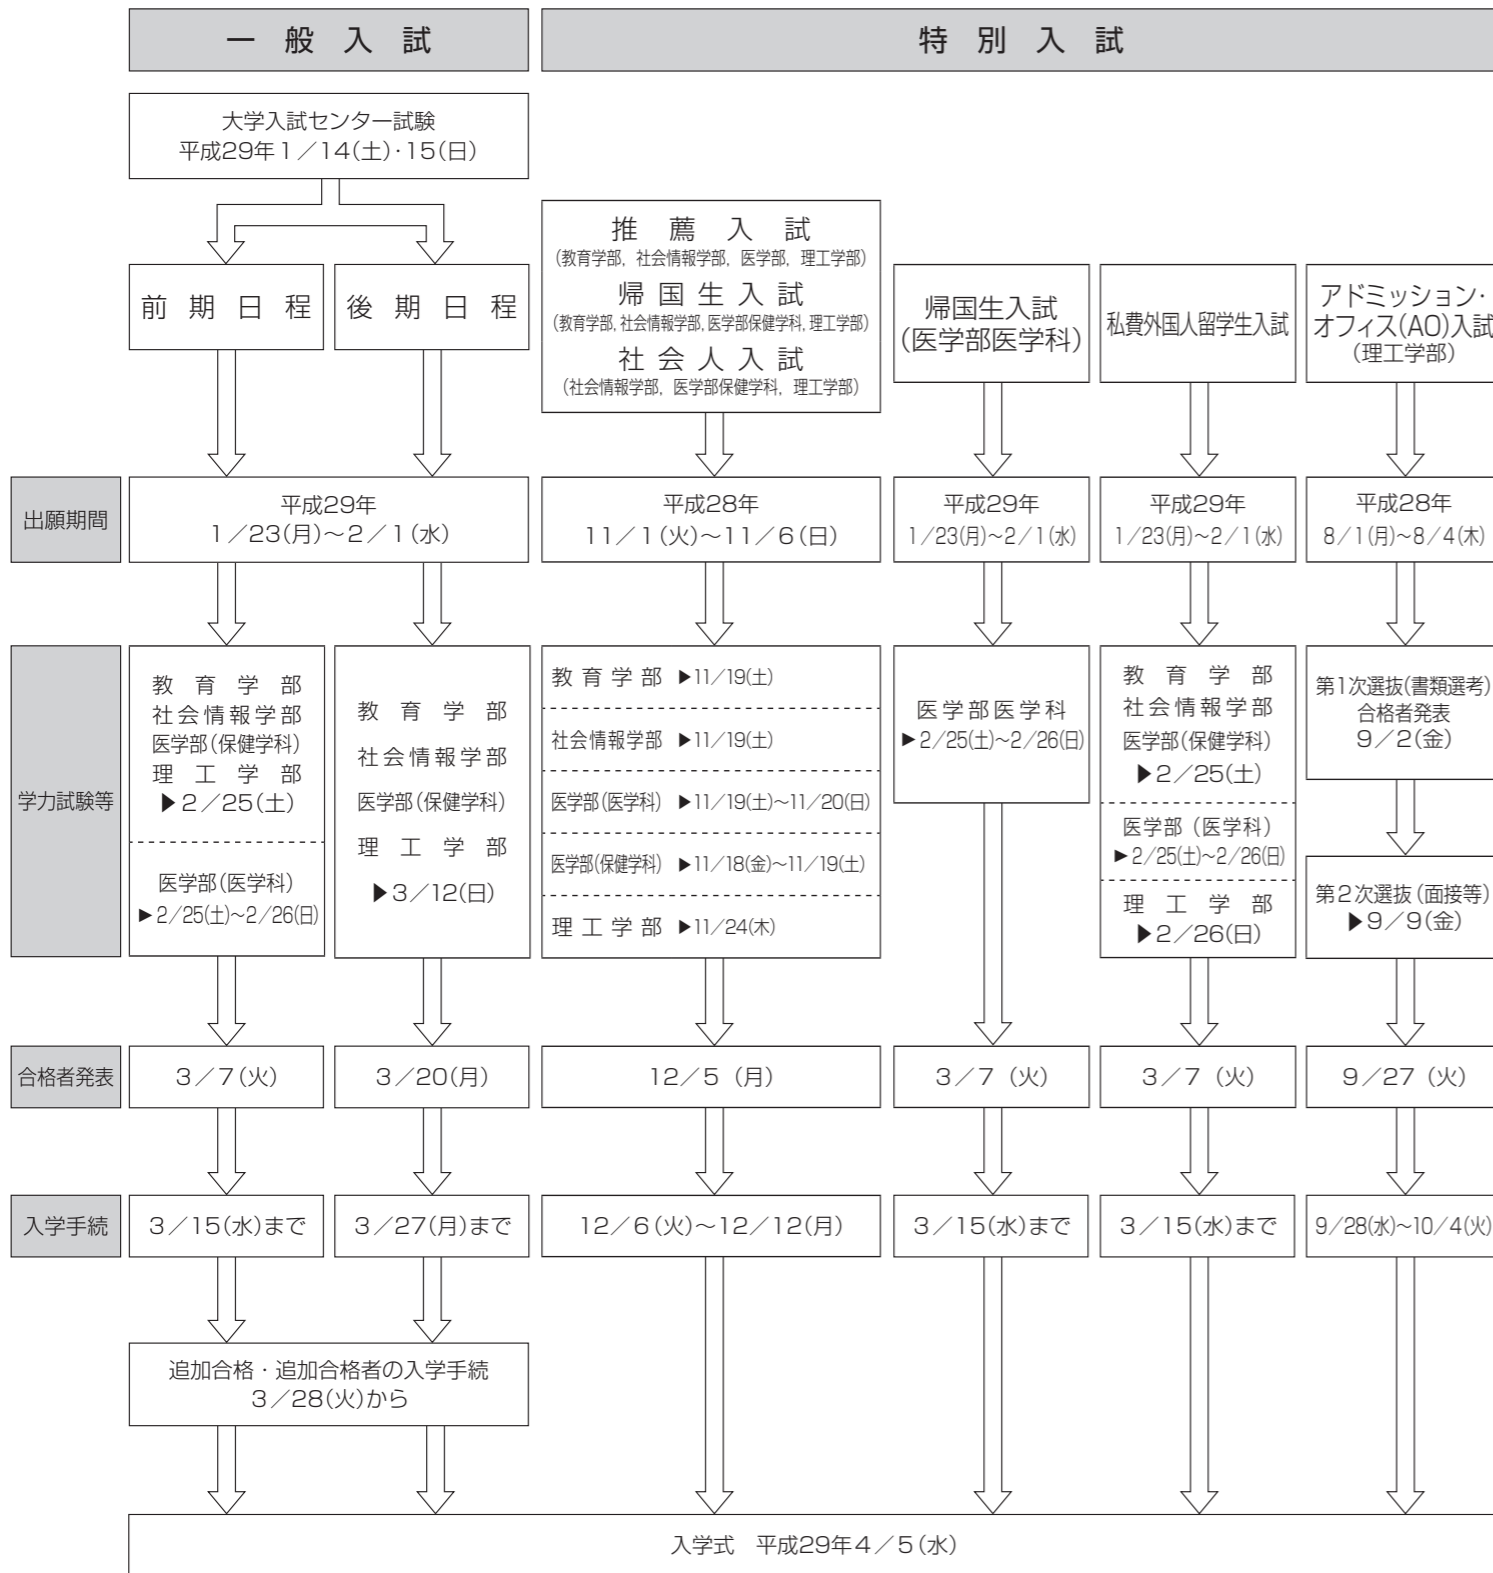 一般入試
特別入試
大学入試センター試験
平成29年1／14(土)・15(日)
前期日程
後期日程
推薦入試
(教育学部, 社会情報学部, 医学部, 理工学部)
帰国生入試
(教育学部, 社会情報学部, 医学部保健学科, 理工学部)
社会人入試
(社会情報学部, 医学部保健学科, 理工学部)
帰国生入試
(医学部医学科)
私費外国人留学生入試
アドミッション・
オフィス(AO)入試
(理工学部)
出願期間
平成29年
1／23(月)～2／1(水)
平成28年
11／1(火)～11／6(日)
平成29年
1／23(月)～2／1(水)
平成29年
1／23(月)～2／1(水)
平成28年
8／1(月)～8／4(木)
学力試験等
教育学部
社会情報学部
医学部(保健学科)
理工学部
▶2／25(土)
医学部(医学科)
▶2／25(土)～2／26(日)
教育学部
社会情報学部
医学部(保健学科)
理工学部
▶3／12(日)
教育学部 ▶11／19(土)
社会情報学部 ▶11／19(土)
医学部(医学科) ▶11／19(土)～11／20(日)
医学部(保健学科) ▶11／18(金)～11／19(土)
理工学部 ▶11／24(木)
医学部医学科
▶2／25(土)～2／26(日)
教育学部
社会情報学部
医学部(保健学科)
▶2／25(土)
医学部(医学科)
▶2／25(土)～2／26(日)
理工学部
▶2／26(日)
第1次選抜(書類選考)
合格者発表
9／2(金)
第2次選抜(面接等)
▶9／9(金)
合格者発表
3／7(火)
3／20(月)
12／5(月)
3／7(火)
3／7(火)
9／27(火)
入学手続
3／15(水)まで
3／27(月)まで
12／6(火)～12／12(月)
3／15(水)まで
3／15(水)まで
9／28(水)～10／4(火)
追加合格・追加合格者の入学手続
3／28(火)から
入学式 平成29年4／5(水)